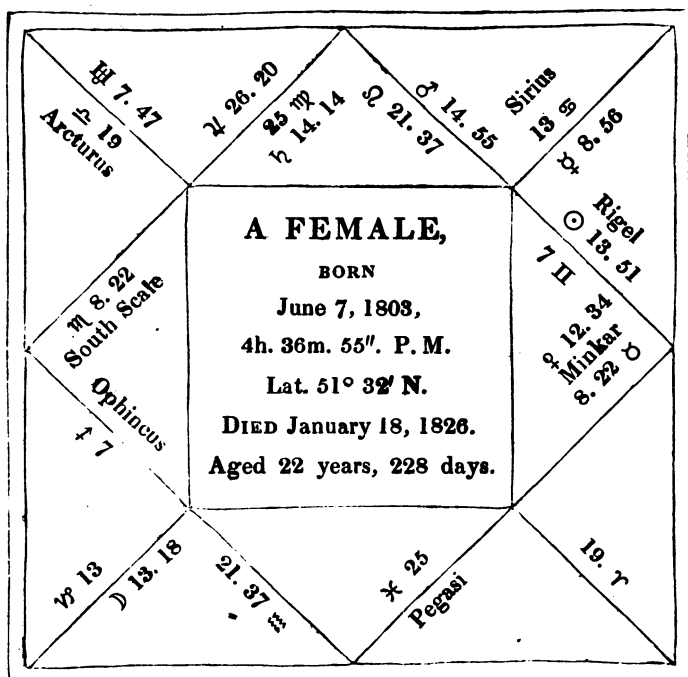 ♅ 7. 47
♎ 19
Arcturus
♃ 26. 20
25 ♍
♄ 14. 14
♌ 21. 37
♂ 14. 55
Sirius
13 ♋
☿ 8. 56
Rigel
☉ 13. 51
7 ♊
♀ 12. 34
Minkar
8. 22 ♉
♏ 8. 22
South Scale
Ophincus
♐ 7
♑ 13
☽ 13. 18
21. 37 ♒
♓ 25
Pegasi
19. ♈
A FEMALE,
BORN
June 7, 1803,
4h. 36m. 55″. P. M.
Lat. 51° 32′ N.
DIED January 18, 1826.
Aged 22 years, 228 days.